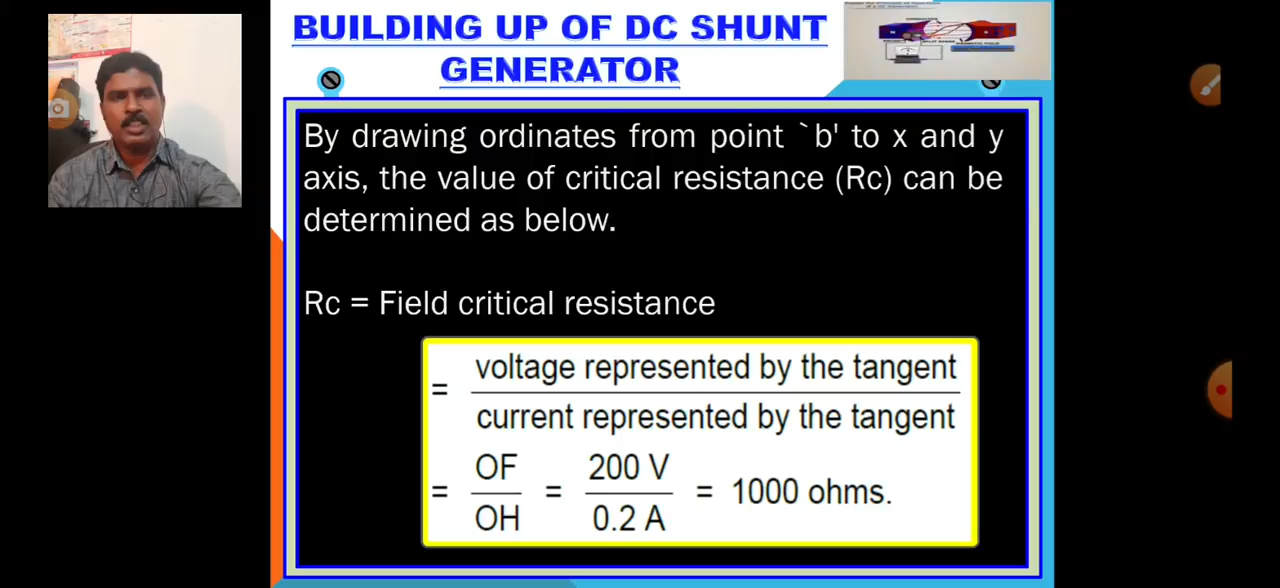 BUILDING UP OF DC SHUNT
GENERATOR
By drawing ordinates from point `b' to x and y
axis, the value of critical resistance (Rc) can be
determined as below.
Rc = Field critical resistance
= voltage represented by the tangent
current represented by the tangent
= OF = 200 V = 1000 ohms.
OH 0.2 A